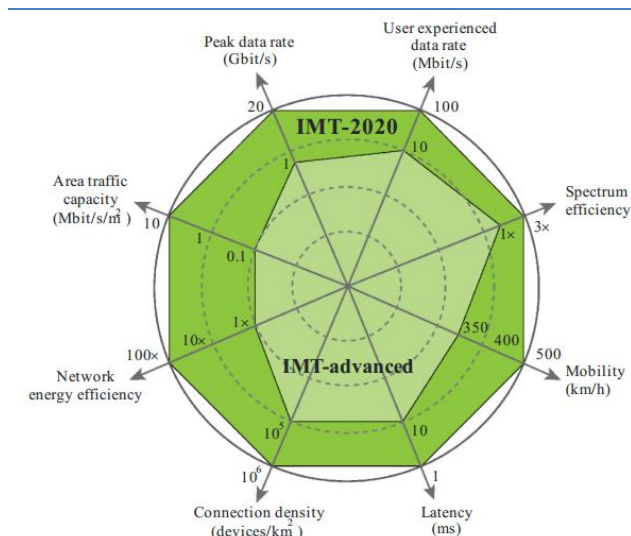 Peak data rate
(Gbit/s)
User experienced
data rate
(Mbit/s)
20
100
IMT-2020
1
10
Area traffic
capacity
(Mbit/s/m²)
Spectrum
efficiency
10
1
0.1
1×
3×
1×
10×
100×
350
400
500
Network
energy efficiency
IMT-advanced
Mobility
(km/h)
10⁵
10
10⁶
1
Connection density
(devices/km²)
Latency
(ms)